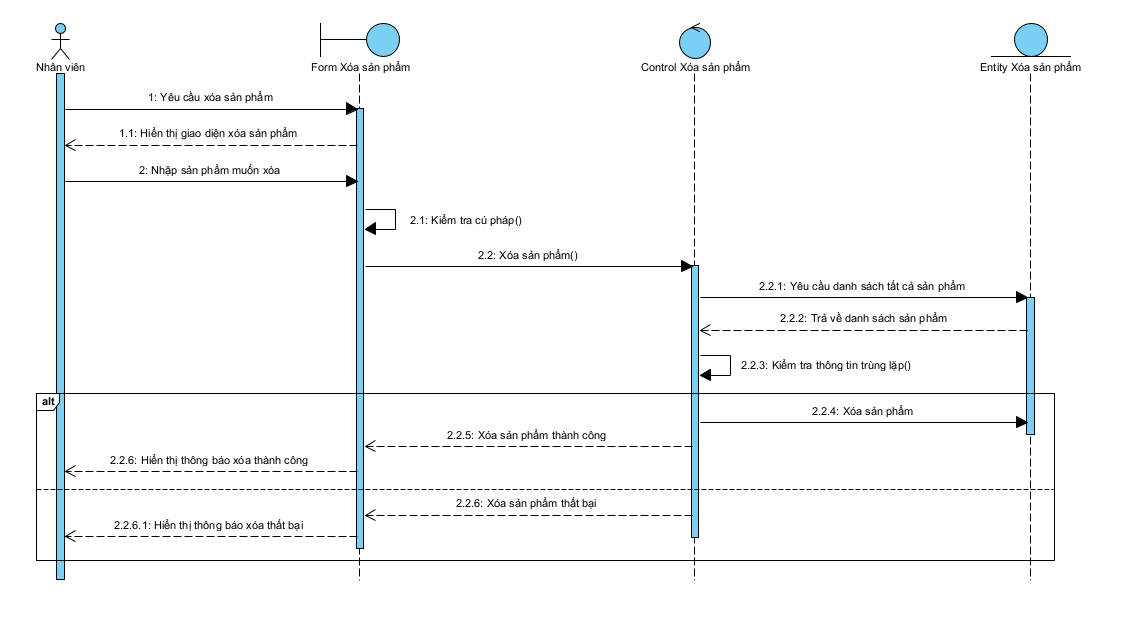 Nhân viên
Form Xóa sản phẩm
Control Xóa sản phẩm
Entity Xóa sản phẩm
1: Yêu cầu xóa sản phẩm
1.1: Hiển thị giao diện xóa sản phẩm
2: Nhập sản phẩm muốn xóa
2.1: Kiểm tra cú pháp()
2.2: Xóa sản phẩm()
2.2.1: Yêu cầu danh sách tất cả sản phẩm
2.2.2: Trả về danh sách sản phẩm
2.2.3: Kiểm tra thông tin trùng lặp()
alt
2.2.4: Xóa sản phẩm
2.2.5: Xóa sản phẩm thành công
2.2.6: Hiển thị thông báo xóa thành công
2.2.6: Xóa sản phẩm thất bại
2.2.6.1: Hiển thị thông báo xóa thất bại